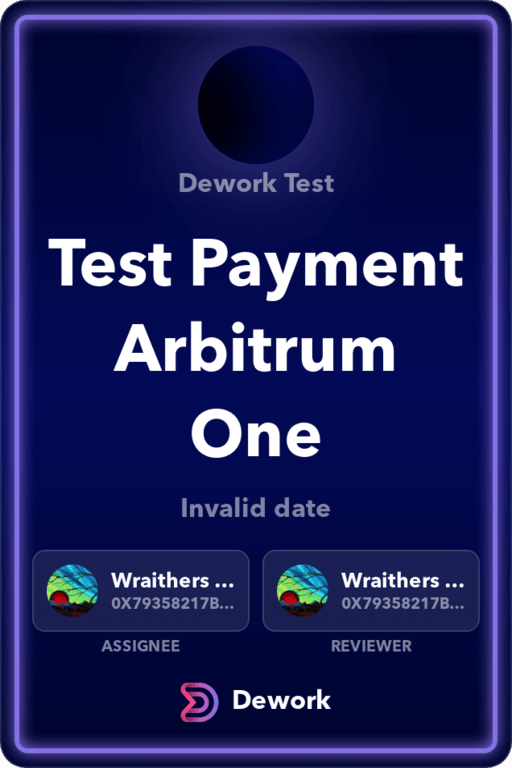 Dework Test
Test Payment
Arbitrum
One
Invalid date
Wraithers ... Wraithers ...
0X79358217B... 0X79358217B...
ASSIGNEE REVIEWER
Dework